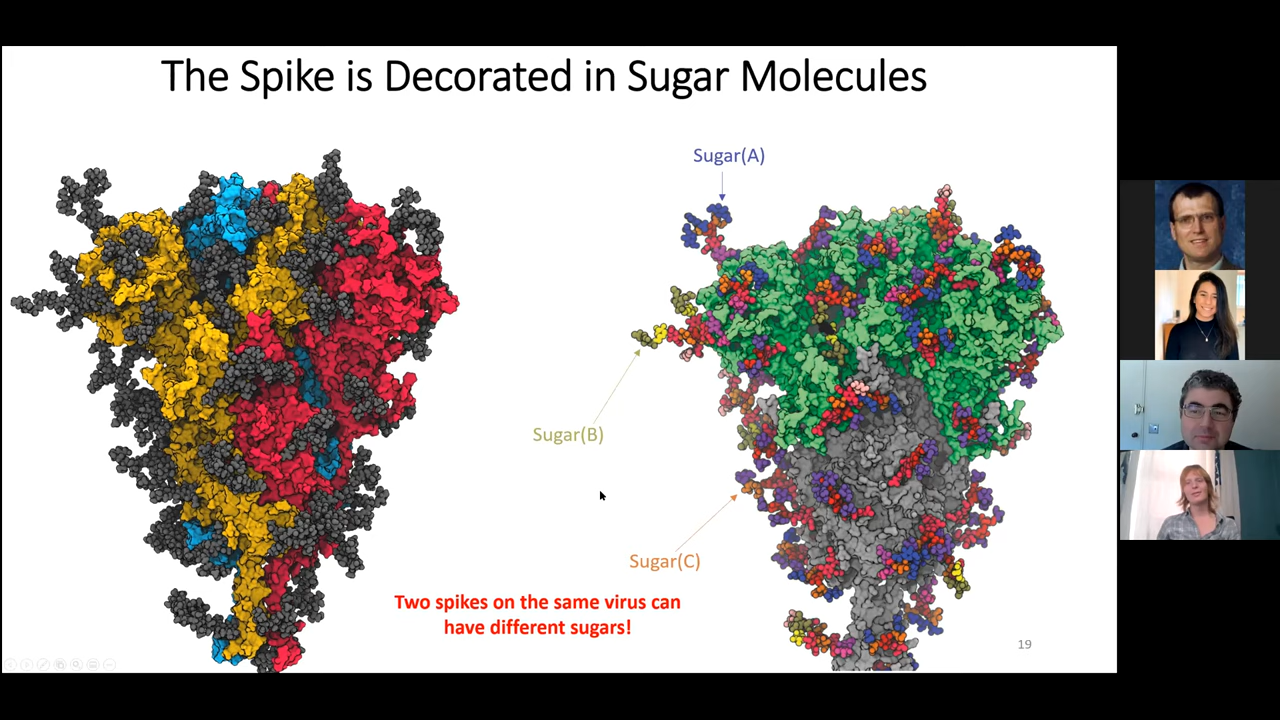 The Spike is Decorated in Sugar Molecules
Sugar(A)
Sugar(B)
Sugar(C)
Two spikes on the same virus can
have different sugars!
19